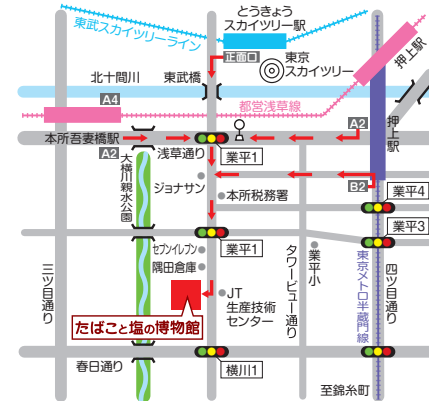 とうきょう
スカイツリー駅
東武スカイツリーライン
正面口
東京
スカイツリー
押上駅
北十間川
東武橋
A4
都営浅草線
本所吾妻橋駅
A2
A2
押上駅
浅草通り
業平1
大横川親水公園
ジョナサン
B2
本所税務署
業平4
業平3
セブンイレブン
業平1
隅田倉庫
業平小
タワービュー通り
三ツ目通り
四ツ目通り
東京メトロ半蔵門線
JT
生産技術
センター
たばこと塩の博物館
春日通り
横川1
至錦糸町